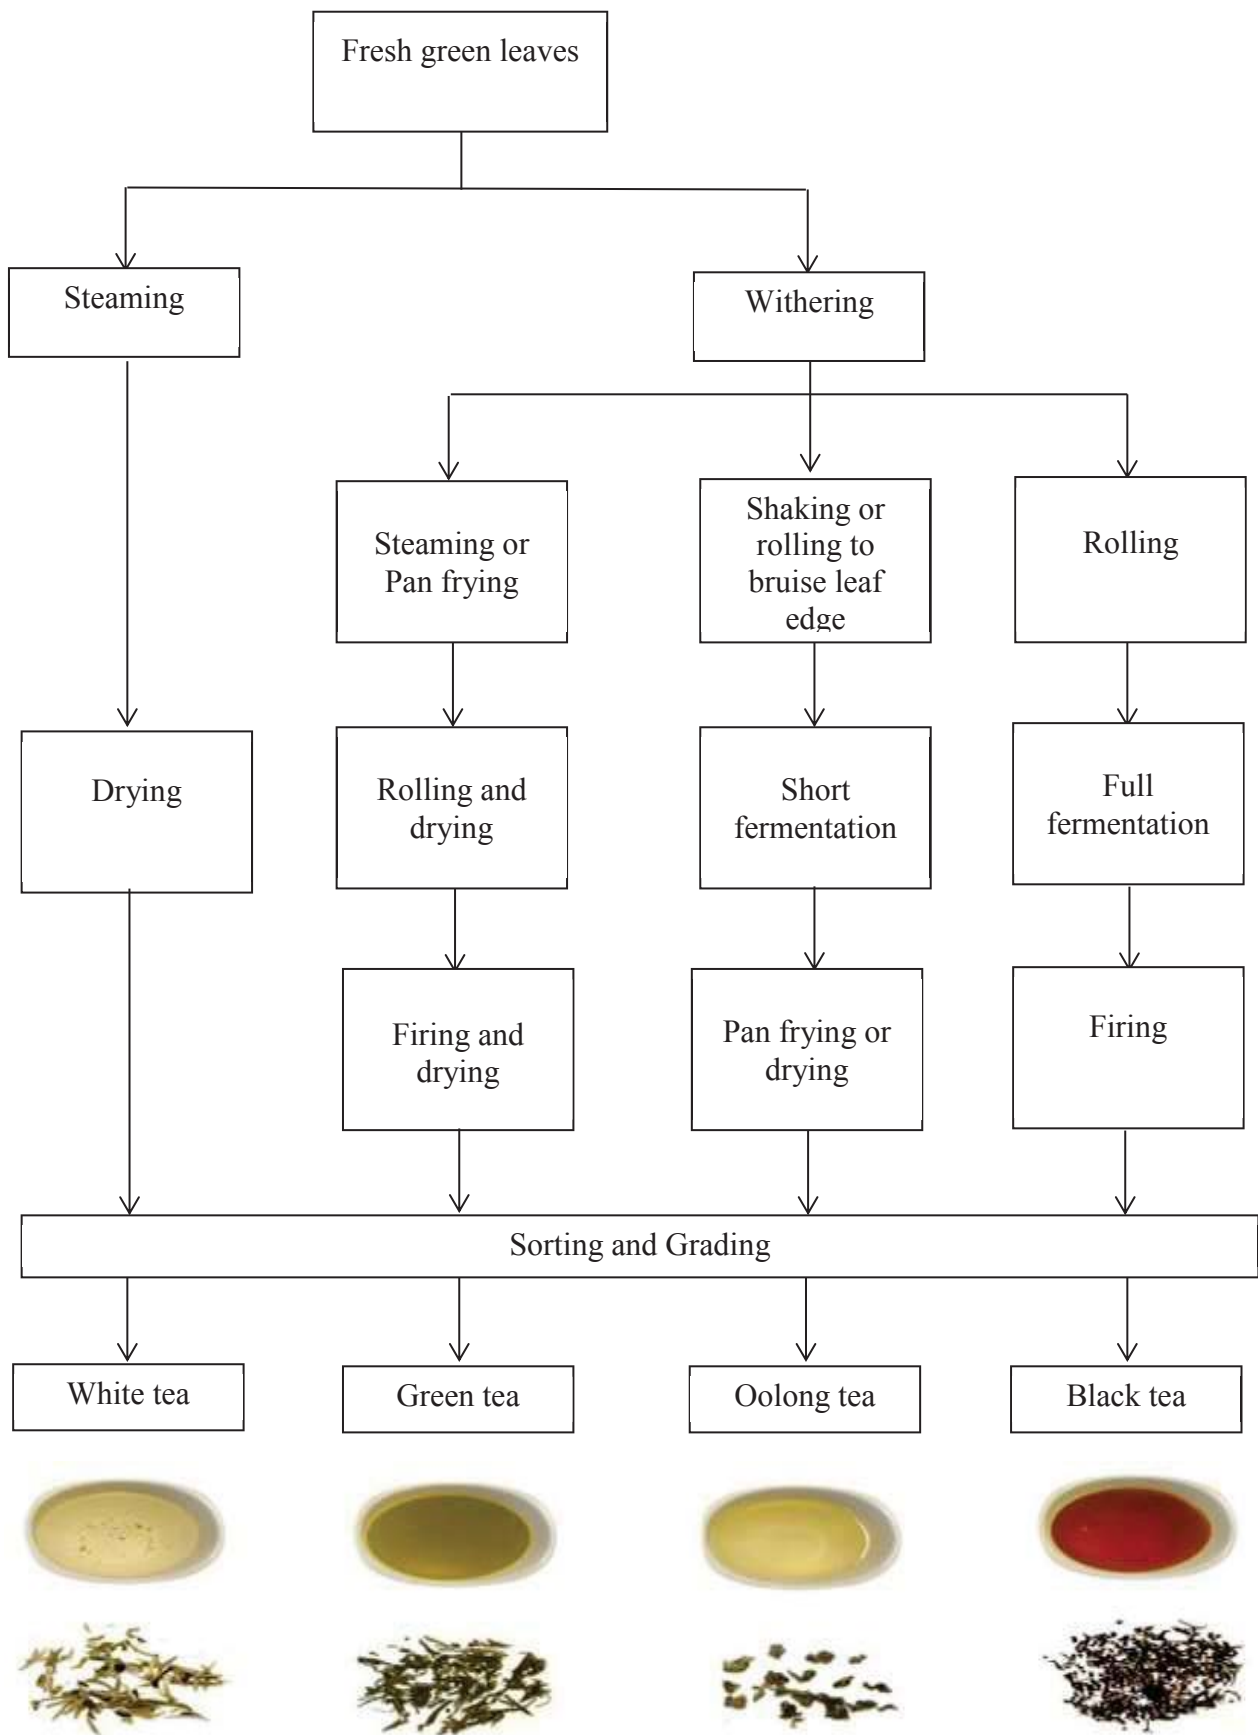 Fresh green leaves
Steaming
Withering
Steaming or
Pan frying
Shaking or
rolling to
bruise leaf
edge
Rolling
Drying
Rolling and
drying
Short
fermentation
Full
fermentation
Firing and
drying
Pan frying or
drying
Firing
Sorting and Grading
White tea
Green tea
Oolong tea
Black tea